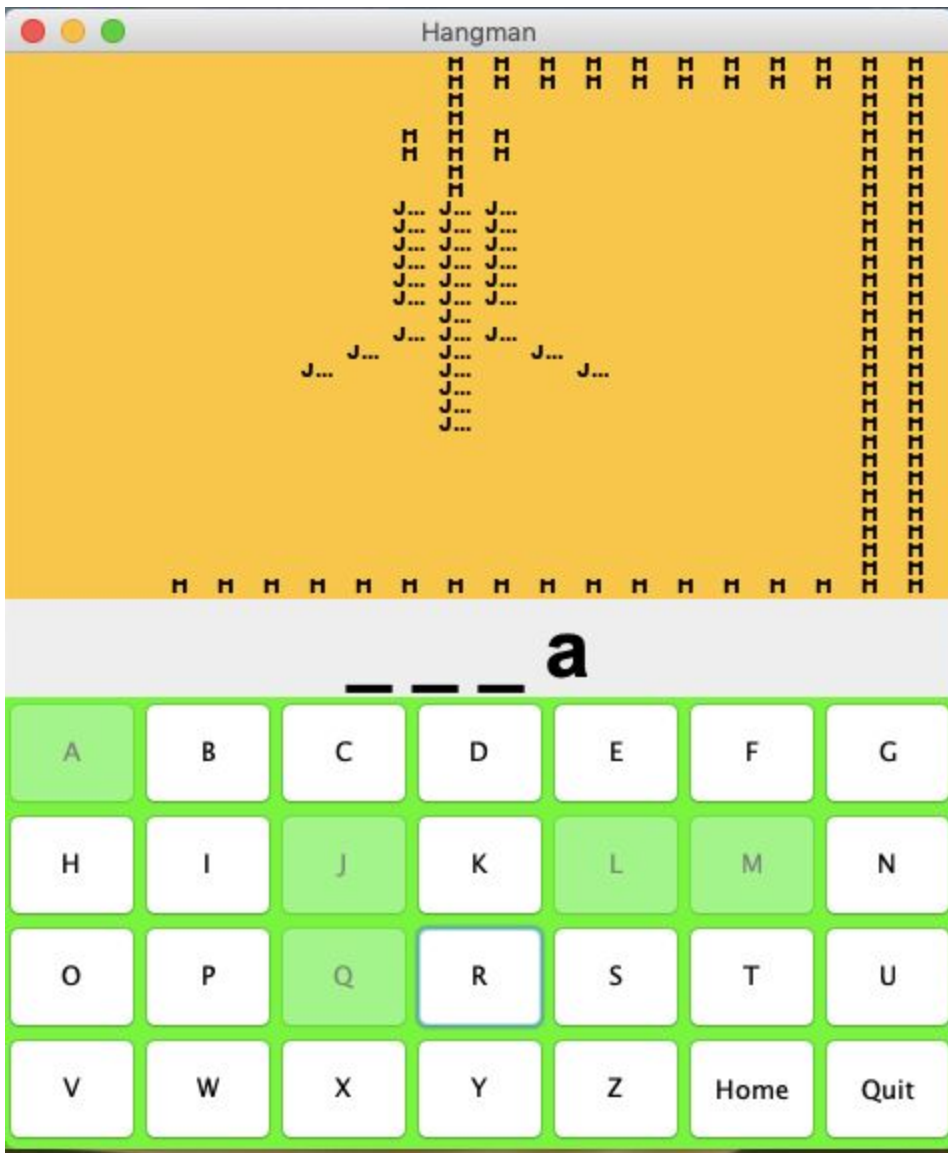 Hangman
M M M M M M M M M M M
M M M M M M M M M M M
M M M
M M M
M M M M M
M M M M M
M M M
M M M
J... J... J... M M
J... J... J... M M
J... J... J... M M
J... J... J... M M
J... J... J... M M
J... J... J... M M
J... M M
J... J... J... M M
J... J... J... M M
J... J... J... M M
J... M M
J... M M
J... M M
M M
M M
M M
M M
M M
M M
M M
M M
M M M M M M M M M M M M M M M M M
_ _ _ a
A B C D E F G
H I J K L M N
O P Q R S T U
V W X Y Z Home Quit